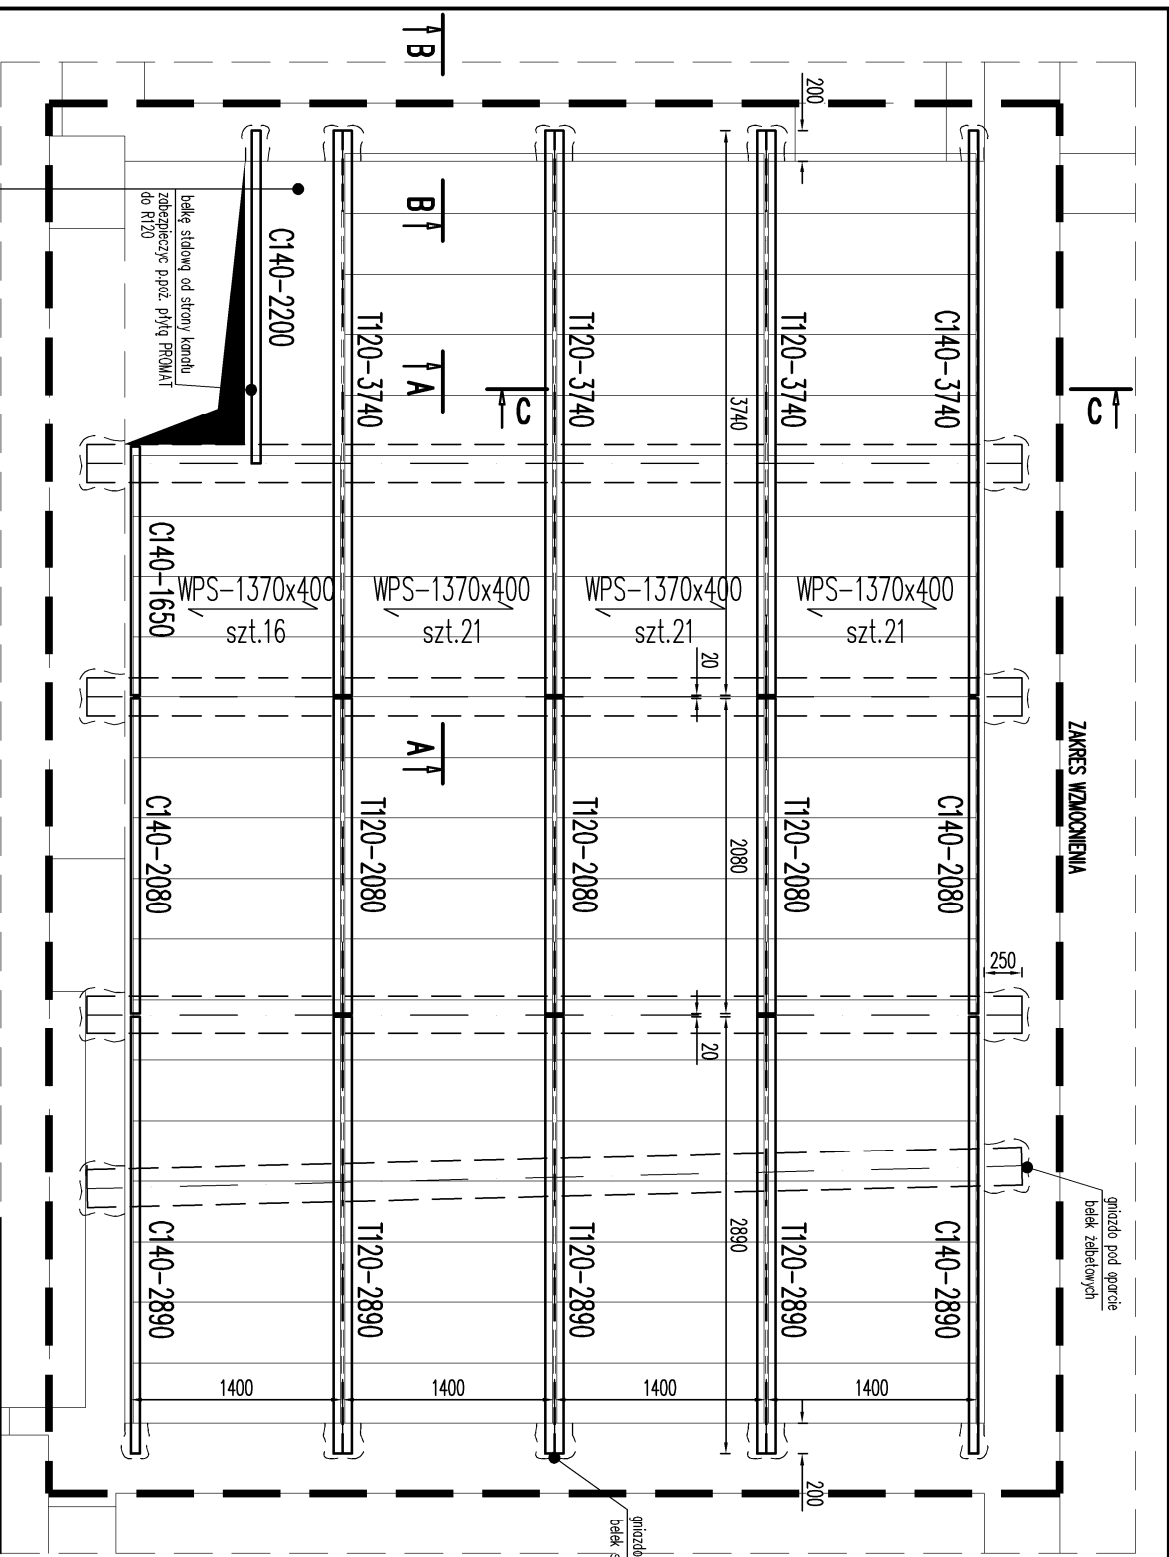 B
B
A
C
C
A
200
C140-3740
T120-3740
T120-3740
T120-3740
C140-2200
3740
belkę stalową od strony kanału
zabezpieczyć p.poż. płytą PROMAT
do R120
C140-1650
WPS-1370x400
szt.16
WPS-1370x400
szt.21
WPS-1370x400
szt.21
WPS-1370x400
szt.21
20
ZAKRES WZMOCNIENIA
C140-2080
T120-2080
T120-2080
T120-2080
C140-2080
2080
250
20
gniazdo pod oparcie
belek żelbetowych
C140-2890
T120-2890
T120-2890
T120-2890
C140-2890
2890
1400
1400
1400
1400
200
gniazdo
belek s